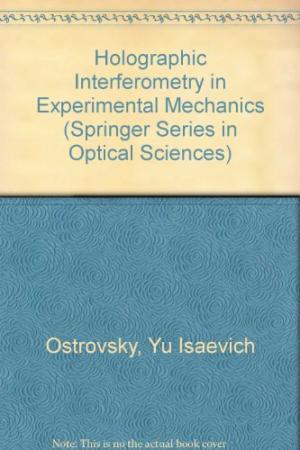 Holographic
Interferometry in
Experimental Mechanics
(Springer Series in
Optical Sciences)
Ostrovsky, Yu Isaevich
Note: This is no the actual book cover